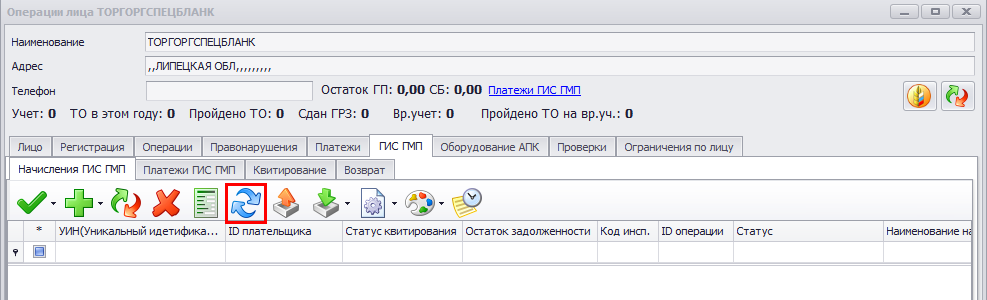 Операции лица ТОРГОРГСПЕЦБЛАНК
Наименование ТОРГОРГСПЕЦБЛАНК
Адрес ,,ЛИПЕЦКАЯ ОБЛ,,,,,,,,,
Телефон Остаток ГП: 0,00 СБ: 0,00 Платежи ГИС ГМП
Учет: 0 ТО в этом году: 0 Пройдено ТО: 0 Сдан ГРЗ: 0 Вр.учет: 0 Пройдено ТО на вр.уч.: 0
Лицо Регистрация Операции Правонарушения Платежи ГИС ГМП Оборудование АПК Проверки Ограничения по лицу
Начисления ГИС ГМП Платежи ГИС ГМП Квитирование Возврат
* УИН(Уникальный идетифика... ID плательщика Статус квитирования Остаток задолженности Код инсп. ID операции Статус Наименование на